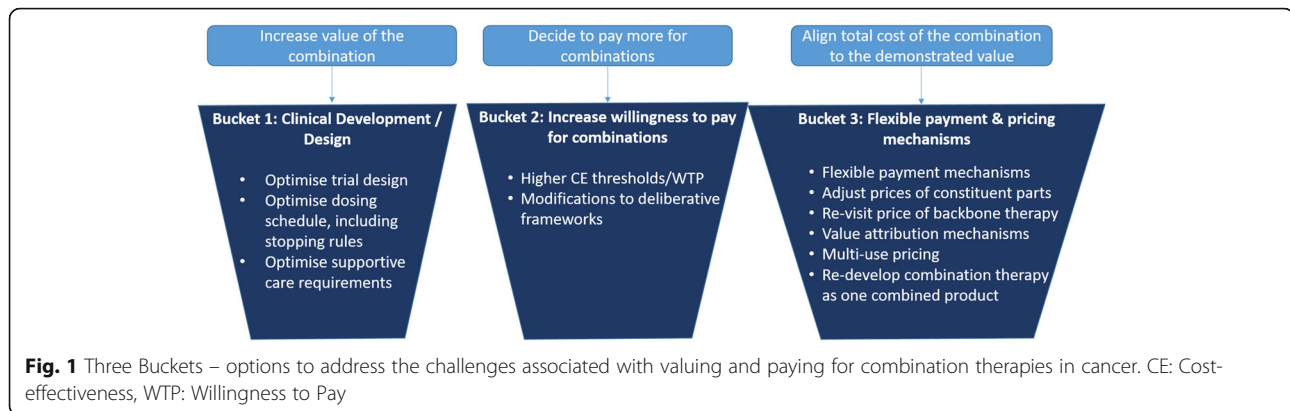 Increase value of the
combination
Decide to pay more for
combinations
Align total cost of the combination
to the demonstrated value
Bucket 1: Clinical Development /
Design
• Optimise trial design
• Optimise dosing
schedule, including
stopping rules
• Optimise supportive
care requirements
Bucket 2: Increase willingness to pay
for combinations
• Higher CE thresholds/WTP
• Modifications to deliberative
frameworks
Bucket 3: Flexible payment & pricing
mechanisms
• Flexible payment mechanisms
• Adjust prices of constituent parts
• Re-visit price of backbone therapy
• Value attribution mechanisms
• Multi-use pricing
• Re-develop combination therapy
as one combined product
Fig. 1 Three Buckets – options to address the challenges associated with valuing and paying for combination therapies in cancer. CE: Cost-
effectiveness, WTP: Willingness to Pay